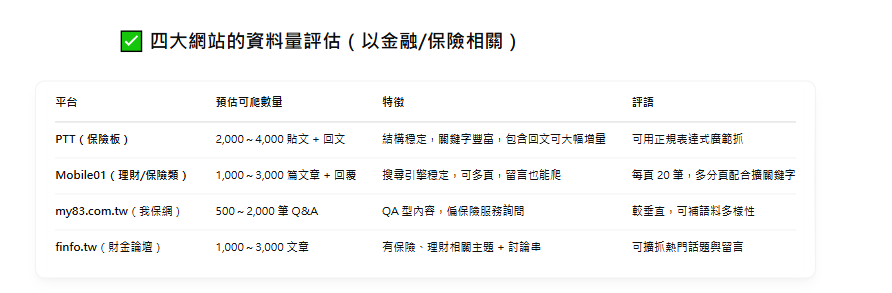 ✅ 四大網站的資料量評估（以金融/保險相關）
平台 預估可爬數量 特徵 評語
PTT（保險板） 2,000～4,000 貼文 + 回文 結構穩定，關鍵字豐富，包含回文可大幅增量 可用正規表達式廣範抓
Mobile01（理財/保險類） 1,000～3,000 篇文章 + 回覆 搜尋引擎穩定，可多頁，留言也能爬 每頁 20 筆，多分頁配合擴關鍵字
my83.com.tw（我保網） 500～2,000 筆 Q&A QA 型內容，偏保險服務詢問 較垂直，可補語料多樣性
finfo.tw（財金論壇） 1,000～3,000 文章 有保險、理財相關主題 + 討論串 可擴抓熱門話題與留言